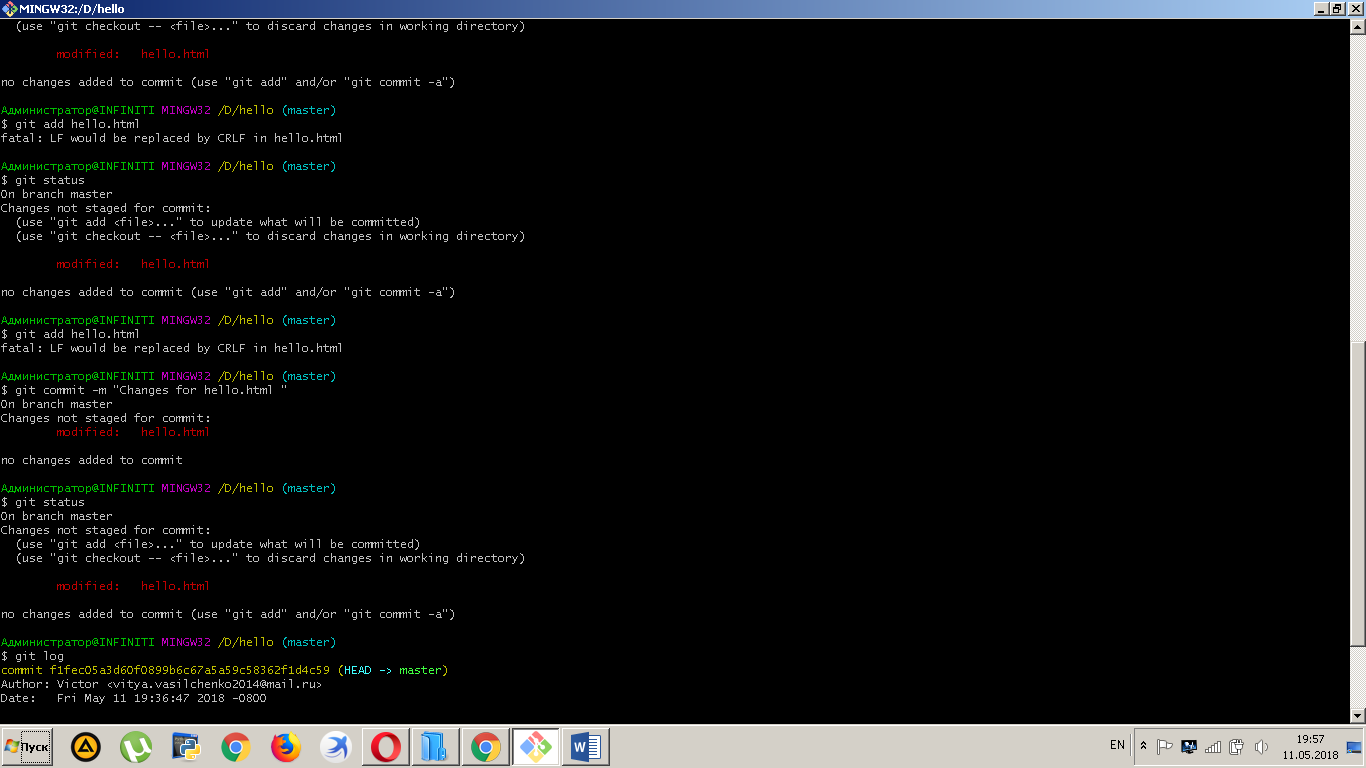 MINGW32:/D/hello
(use "git checkout -- <file>..." to discard changes in working directory)
modified:   hello.html
no changes added to commit (use "git add" and/or "git commit -a")
Администратор@INFINITI MINGW32 /D/hello (master)
$ git add hello.html
fatal: LF would be replaced by CRLF in hello.html
Администратор@INFINITI MINGW32 /D/hello (master)
$ git status
On branch master
Changes not staged for commit:
(use "git add <file>..." to update what will be committed)
(use "git checkout -- <file>..." to discard changes in working directory)
modified:   hello.html
no changes added to commit (use "git add" and/or "git commit -a")
Администратор@INFINITI MINGW32 /D/hello (master)
$ git add hello.html
fatal: LF would be replaced by CRLF in hello.html
Администратор@INFINITI MINGW32 /D/hello (master)
$ git commit -m "Changes for hello.html "
On branch master
Changes not staged for commit:
modified:   hello.html
no changes added to commit
Администратор@INFINITI MINGW32 /D/hello (master)
$ git status
On branch master
Changes not staged for commit:
(use "git add <file>..." to update what will be committed)
(use "git checkout -- <file>..." to discard changes in working directory)
modified:   hello.html
no changes added to commit (use "git add" and/or "git commit -a")
Администратор@INFINITI MINGW32 /D/hello (master)
$ git log
commit f1fec05a3d60f0899b6c67a5a59c58362f1d4c59 (HEAD -> master)
Author: Victor <vitya.vasilchenko2014@mail.ru>
Date:   Fri May 11 19:36:47 2018 -0800
Пуск
EN
19:57
11.05.2018